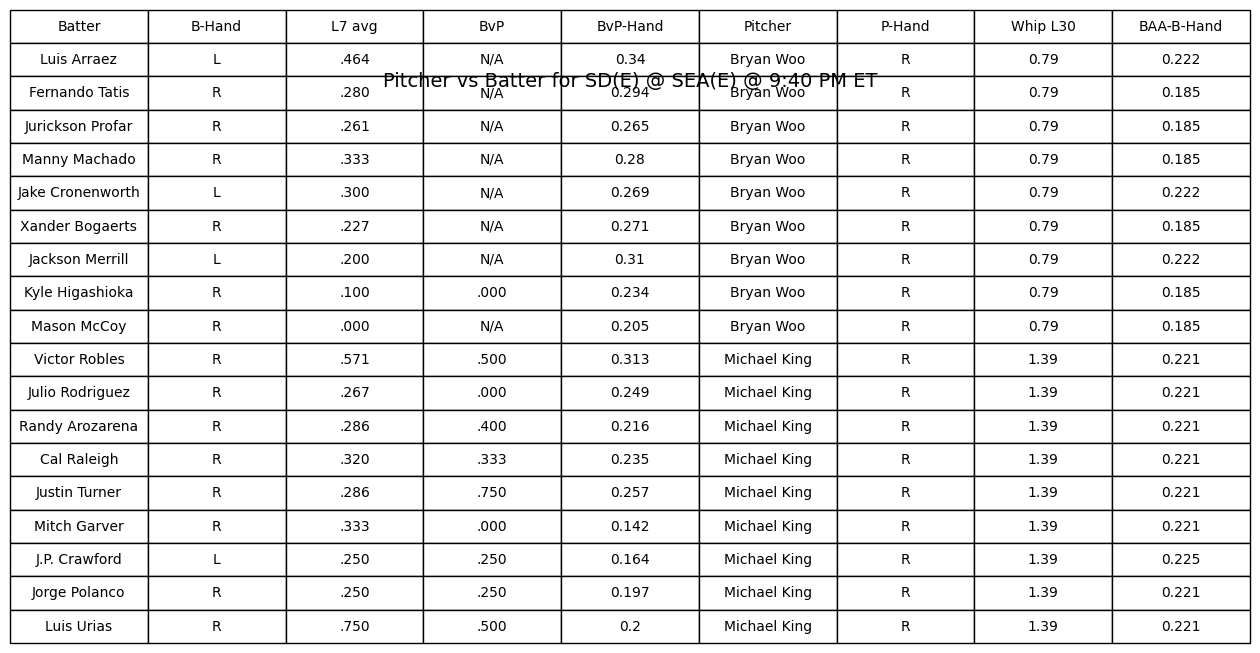 Batter B-Hand L7 avg BvP BvP-Hand Pitcher P-Hand Whip L30 BAA-B-Hand
Luis Arraez L .464 N/A 0.34 Bryan Woo R 0.79 0.222
Pitcher vs Batter for SD(E) @ SEA(E) @ 9:40 PM ET
Fernando Tatis R .280 N/A 0.294 Bryan Woo R 0.79 0.185
Jurickson Profar R .261 N/A 0.265 Bryan Woo R 0.79 0.185
Manny Machado R .333 N/A 0.28 Bryan Woo R 0.79 0.185
Jake Cronenworth L .300 N/A 0.269 Bryan Woo R 0.79 0.222
Xander Bogaerts R .227 N/A 0.271 Bryan Woo R 0.79 0.185
Jackson Merrill L .200 N/A 0.31 Bryan Woo R 0.79 0.222
Kyle Higashioka R .100 .000 0.234 Bryan Woo R 0.79 0.185
Mason McCoy R .000 N/A 0.205 Bryan Woo R 0.79 0.185
Victor Robles R .571 .500 0.313 Michael King R 1.39 0.221
Julio Rodriguez R .267 .000 0.249 Michael King R 1.39 0.221
Randy Arozarena R .286 .400 0.216 Michael King R 1.39 0.221
Cal Raleigh R .320 .333 0.235 Michael King R 1.39 0.221
Justin Turner R .286 .750 0.257 Michael King R 1.39 0.221
Mitch Garver R .333 .000 0.142 Michael King R 1.39 0.221
J.P. Crawford L .250 .250 0.164 Michael King R 1.39 0.225
Jorge Polanco R .250 .250 0.197 Michael King R 1.39 0.221
Luis Urias R .750 .500 0.2 Michael King R 1.39 0.221